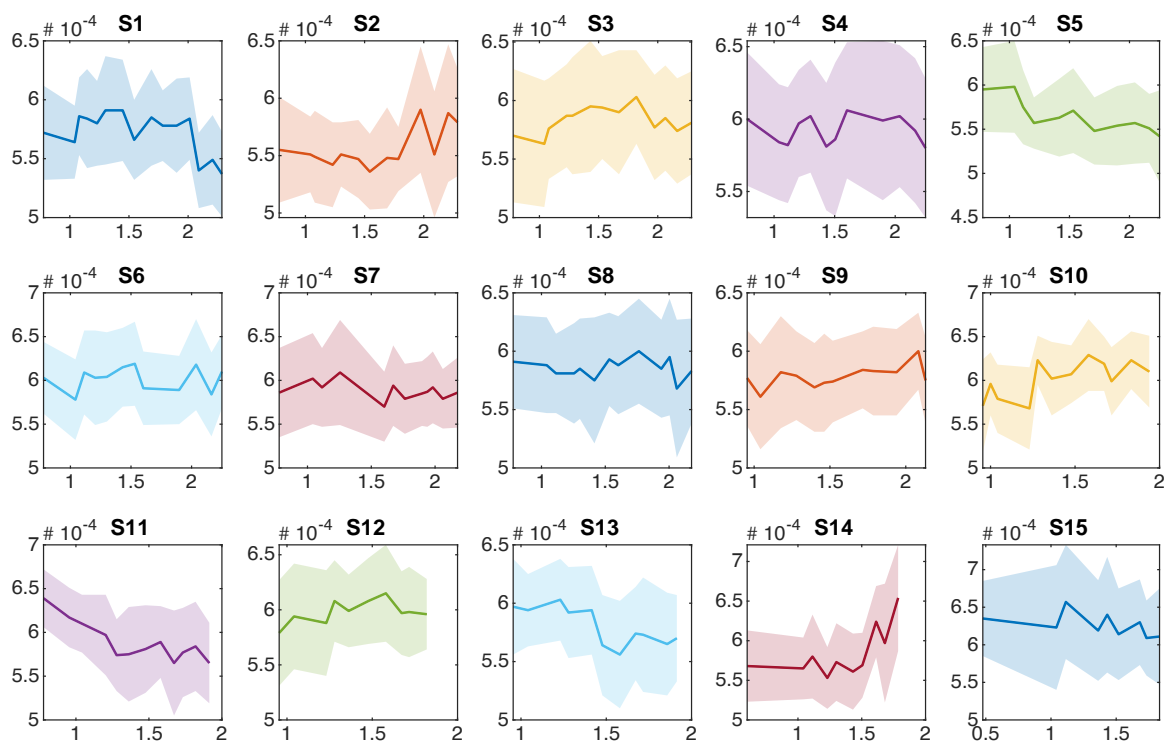 # 10^-4 S1 # 10^-4 S2 # 10^-4 S3 # 10^-4 S4 # 10^-4 S5
6.5 6.5 6.5 6.5 6.5
6 6 6 6 6
5.5 5.5 5.5 5.5 5.5
5 5 5 4.5
1 1.5 2 1 1.5 2 1 1.5 2 1 1.5 2 1 1.5 2
# 10^-4 S6 # 10^-4 S7 # 10^-4 S8 # 10^-4 S9 # 10^-4 S10
7 7 6.5 7 7
6.5 6.5 6.5 6.5
6 6 6 6 6
5.5 5.5 5.5 5.5 5.5
5 5 5 5 5
1 1.5 2 1 1.5 2 1 1.5 2 1 1.5 2 1 1.5 2
# 10^-4 S11 # 10^-4 S12 # 10^-4 S13 # 10^-4 S14 # 10^-4 S15
7 6.5 6.5 7 7
6.5 6 6 6.5 6.5
6 5.5 5.5 6 6
5.5 5.5 5.5
5 5 5 5 5
1 1.5 2 1 1.5 2 1 1.5 2 1 1.5 2 0.5 1 1.5